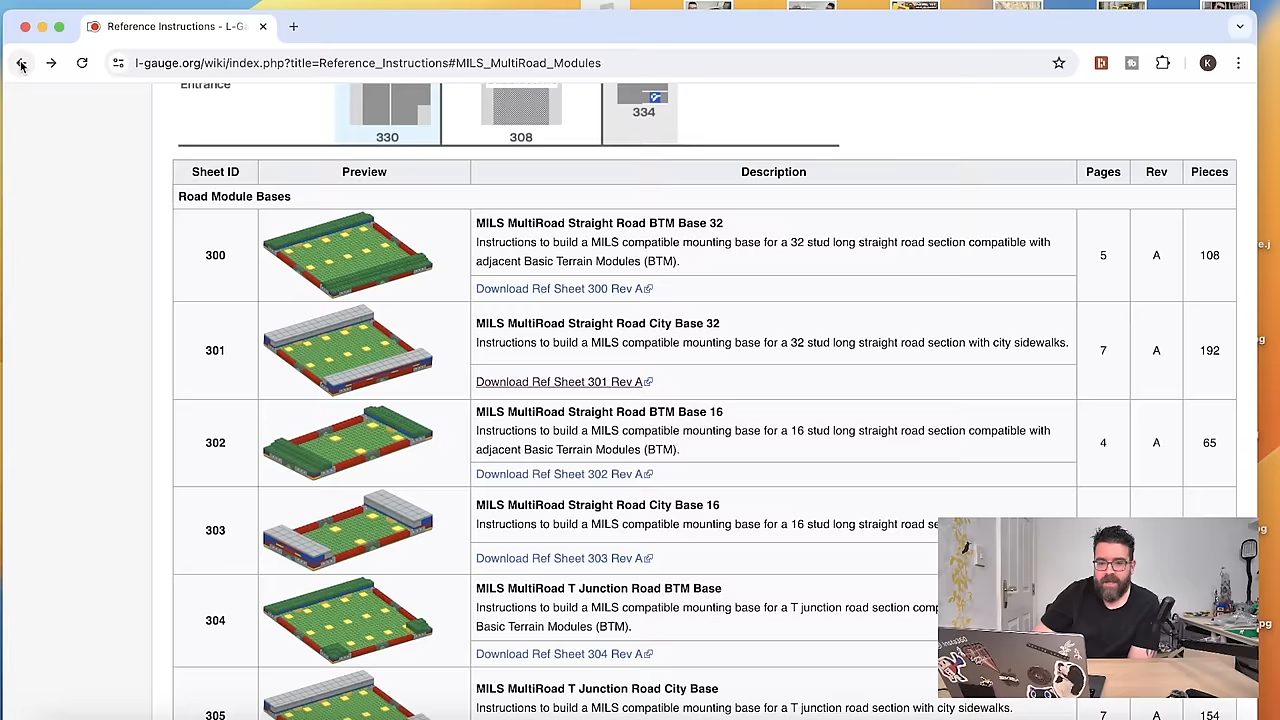 Reference Instructions - L-Ga
l-gauge.org/wiki/index.php?title=Reference_Instructions#MILS_MultiRoad_Modules
K
Entrance
330
308
334
Sheet ID
Preview
Description
Pages
Rev
Pieces
Road Module Bases
300
MILS MultiRoad Straight Road BTM Base 32
Instructions to build a MILS compatible mounting base for a 32 stud long straight road section compatible with
adjacent Basic Terrain Modules (BTM).
Download Ref Sheet 300 Rev A
5
A
108
301
MILS MultiRoad Straight Road City Base 32
Instructions to build a MILS compatible mounting base for a 32 stud long straight road section with city sidewalks.
Download Ref Sheet 301 Rev A
7
A
192
302
MILS MultiRoad Straight Road BTM Base 16
Instructions to build a MILS compatible mounting base for a 16 stud long straight road section compatible with
adjacent Basic Terrain Modules (BTM).
Download Ref Sheet 302 Rev A
4
A
65
303
MILS MultiRoad Straight Road City Base 16
Instructions to build a MILS compatible mounting base for a 16 stud long straight road se
Download Ref Sheet 303 Rev A
304
MILS MultiRoad T Junction Road BTM Base
Instructions to build a MILS compatible mounting base for a T junction road section comp
Basic Terrain Modules (BTM).
Download Ref Sheet 304 Rev A
305
MILS MultiRoad T Junction Road City Base
Instructions to build a MILS compatible mounting base for a T junction road section with city sidewalks.
7
A
154
Insta360
e.j